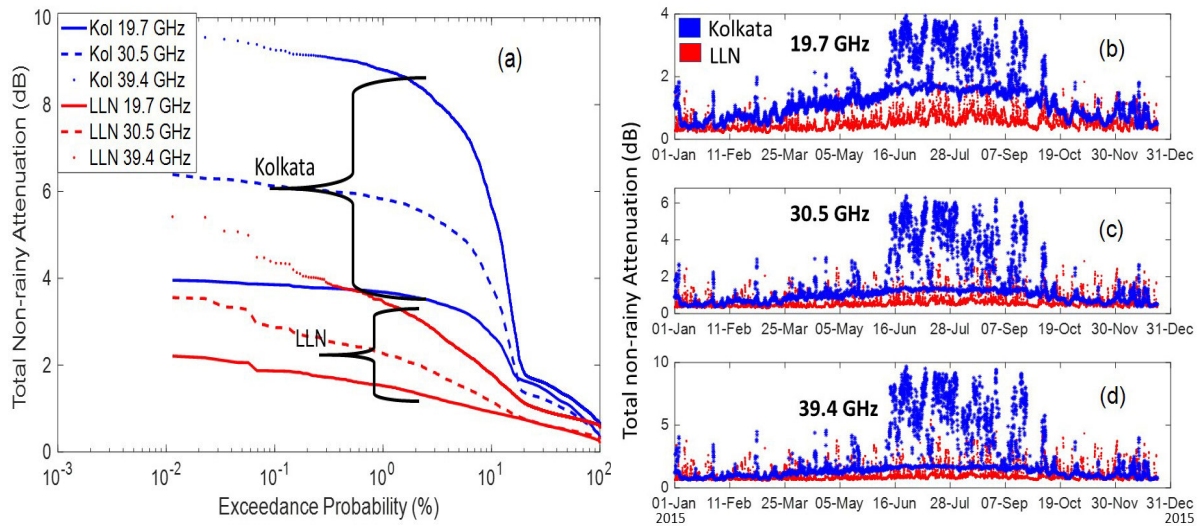 Total Non-rainy Attenuation (dB)
10
8
6
4
2
0
Kol 19.7 GHz
Kol 30.5 GHz
Kol 39.4 GHz
LLN 19.7 GHz
LLN 30.5 GHz
LLN 39.4 GHz
(a)
Kolkata
LLN
10-3
10-2
10-1
100
101
102
Exceedance Probability (%)
Total non-rainy Attenuation (dB)
4
2
0
Kolkata
LLN
19.7 GHz
(b)
01-Jan 11-Feb 25-Mar 05-May 16-Jun 28-Jul 07-Sep 19-Oct 30-Nov 31-Dec
6
4
2
0
30.5 GHz
(c)
01-Jan 11-Feb 25-Mar 05-May 16-Jun 28-Jul 07-Sep 19-Oct 30-Nov 31-Dec
10
5
0
39.4 GHz
(d)
01-Jan 11-Feb 25-Mar 05-May 16-Jun 28-Jul 07-Sep 19-Oct 30-Nov 31-Dec
2015 2015